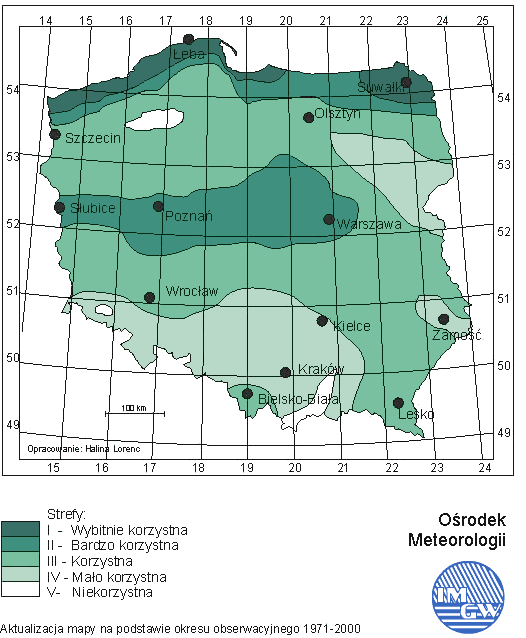 14 15 16 17 18 19 20 21 22 23 24 25
Łeba
54 Suwałki 54
Olsztyn
Szczecin
53 53
Słubice Poznań Warszawa
52 52
Wrocław
51 51
Kielce Zamość
50 Kraków 50
Bielsko-Biała
100 km Lesko
49 49
Opracowanie: Halina Lorenc
15 16 17 18 19 20 21 22 23 24
Strefy:
I - Wybitnie korzystna
II - Bardzo korzystna
III - Korzystna
IV - Mało korzystna
V- Niekorzystna
Ośrodek
Meteorologii
IM
GW
Aktualizacja mapy na podstawie okresu obserwacyjnego 1971-2000